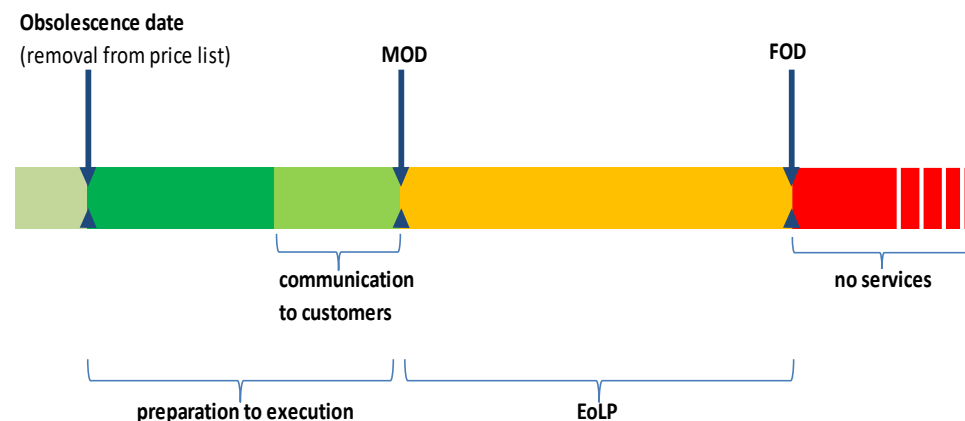 Obsolescence date
(removal from price list)
MOD
FOD
communication
to customers
no services
preparation to execution
EoLP